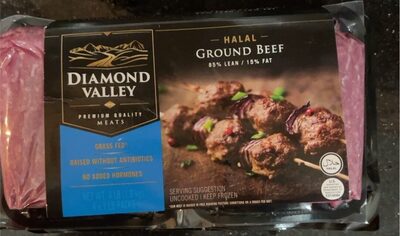 DIAMOND
VALLEY
PREMIUM QUALITY
MEATS
GRASS FED*
RAISED WITHOUT ANTIBIOTICS
NO ADDED HORMONES
HALAL
GROUND BEEF
85% LEAN / 15% FAT
SERVING SUGGESTION
UNCOOKED | KEEP FROZEN
HALAL